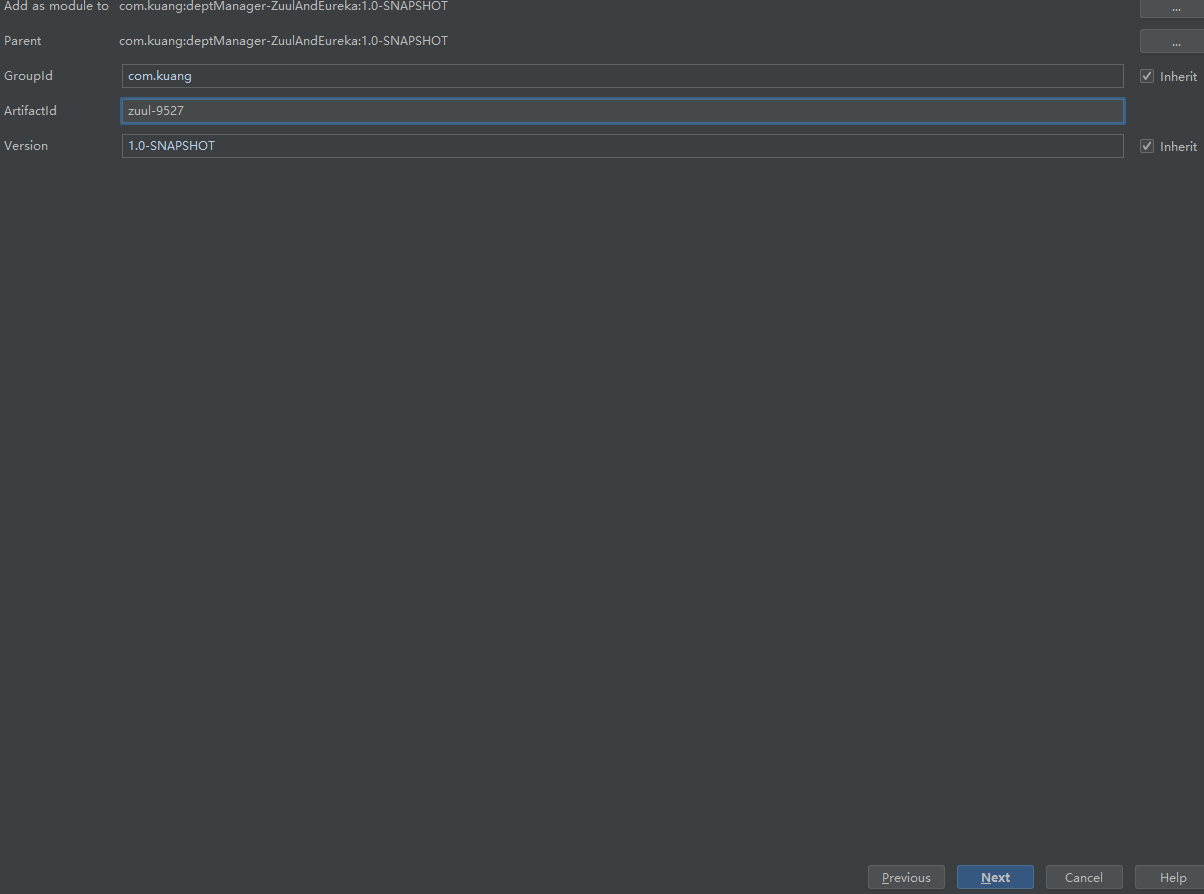 Add as module to com.kuang:deptManager-ZuulAndEureka:1.0-SNAPSHOT ...
Parent com.kuang:deptManager-ZuulAndEureka:1.0-SNAPSHOT ...
GroupId com.kuang Inherit
ArtifactId zuul-9527
Version 1.0-SNAPSHOT Inherit
Previous Next Cancel Help